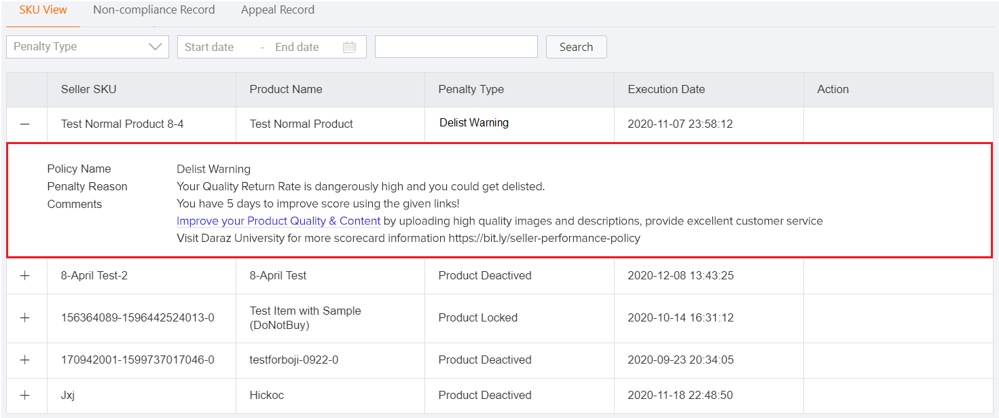 SKU View Non-compliance Record Appeal Record
Penalty Type Start date - End date Search
Seller SKU Product Name Penalty Type Execution Date Action
Test Normal Product 8-4 Test Normal Product Delist Warning 2020-11-07 23:58:12
Policy Name Delist Warning
Penalty Reason Your Quality Return Rate is dangerously high and you could get delisted.
Comments You have 5 days to improve score using the given links!
Improve your Product Quality & Content by uploading high quality images and descriptions, provide excellent customer service
Visit Daraz University for more scorecard information https://bit.ly/seller-performance-policy
8-April Test-2 8-April Test Product Deactived 2020-12-08 13:43:25
156364089-1596442524013-0 Test Item with Sample Product Locked 2020-10-14 16:31:12
(DoNotBuy)
170942001-1599737017046-0 testforboji-0922-0 Product Deactived 2020-09-23 20:34:05
Jxj Hickoc Product Deactived 2020-11-18 22:48:50